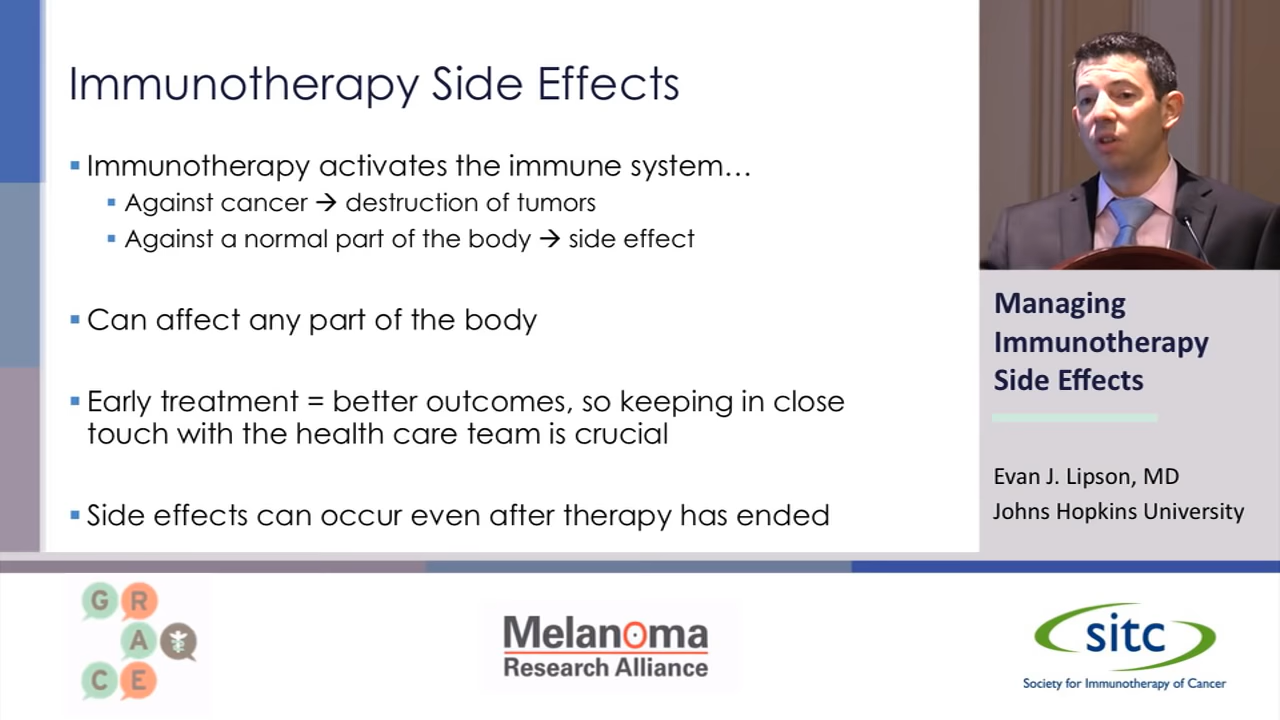 Immunotherapy Side Effects
▪ Immunotherapy activates the immune system…
▪ Against cancer → destruction of tumors
▪ Against a normal part of the body → side effect
▪ Can affect any part of the body
▪ Early treatment = better outcomes, so keeping in close
touch with the health care team is crucial
▪ Side effects can occur even after therapy has ended
Managing
Immunotherapy
Side Effects
Evan J. Lipson, MD
Johns Hopkins University
G R
A
C E
Melanoma
Research Alliance
sitc
Society for Immunotherapy of Cancer